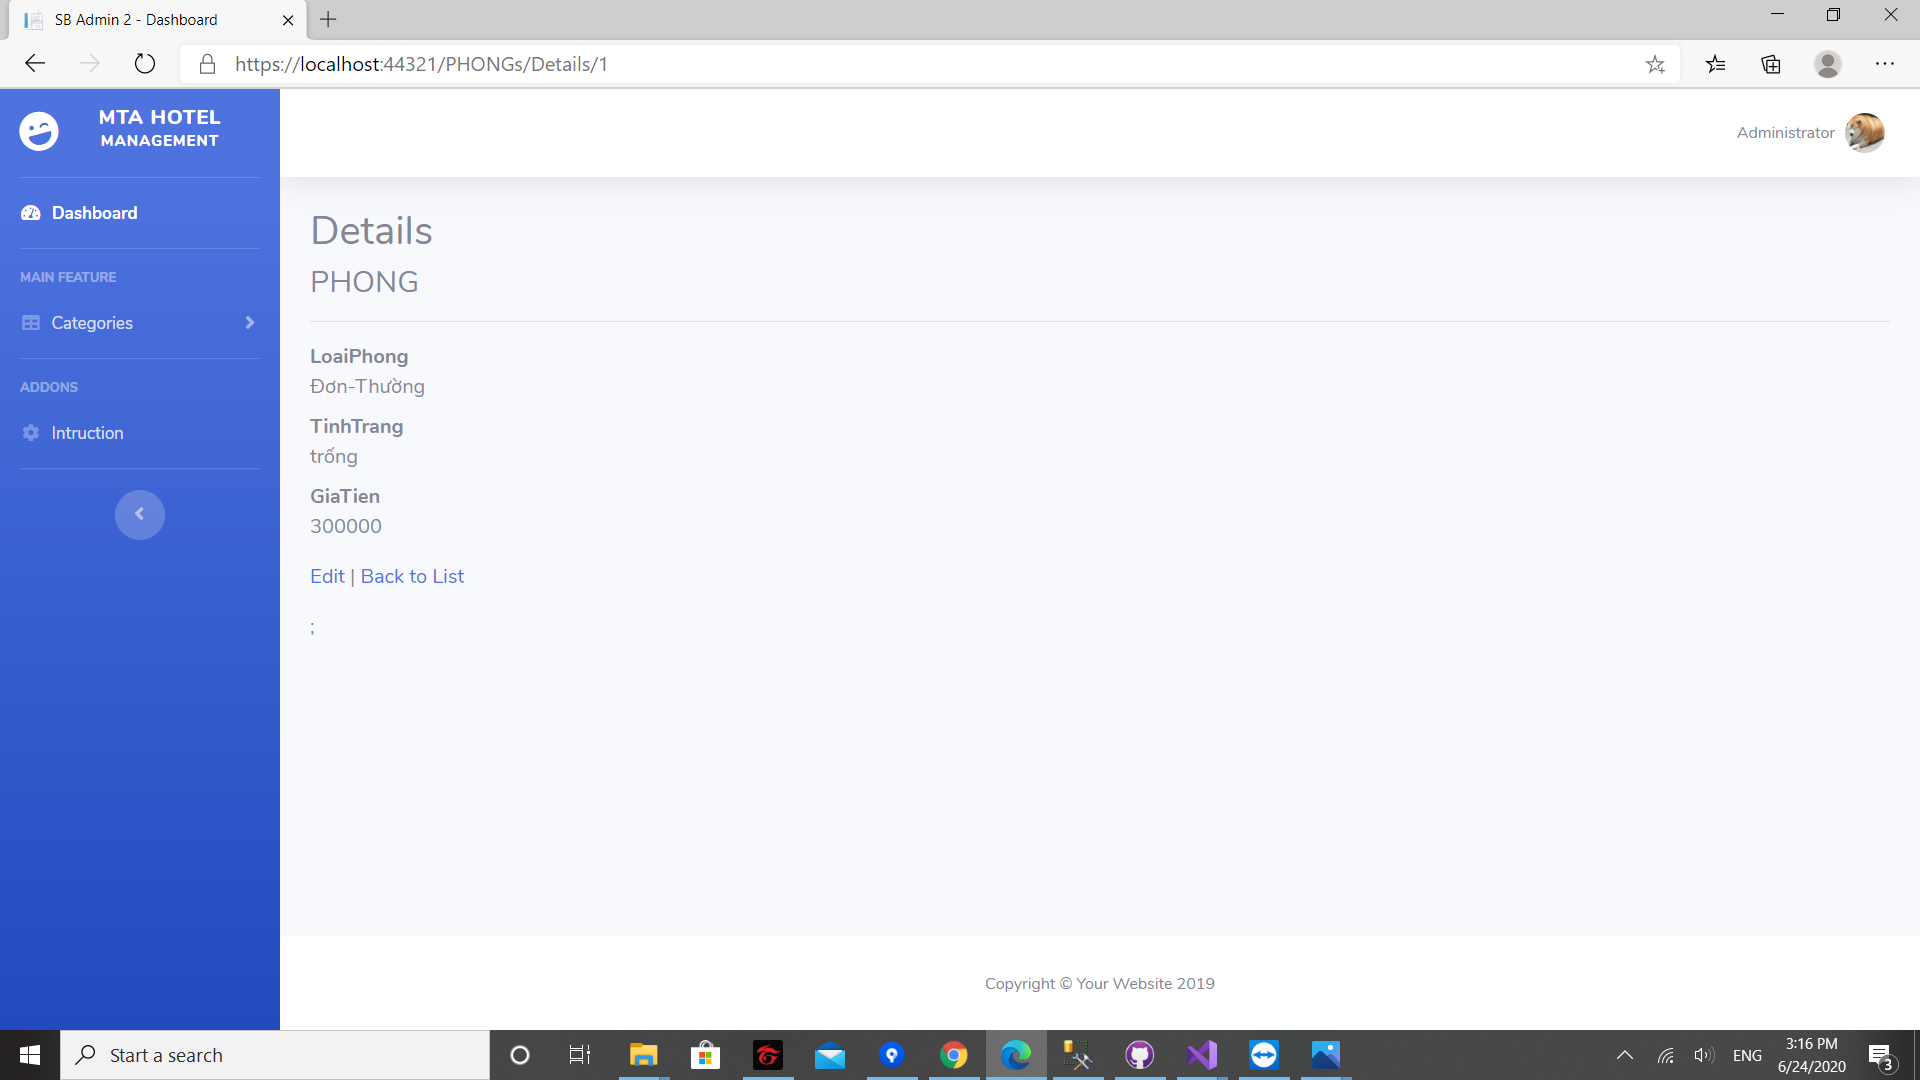 SB Admin 2 - Dashboard
https://localhost:44321/PHONGs/Details/1
MTA HOTEL
MANAGEMENT
Administrator
Dashboard
MAIN FEATURE
Categories
ADDONS
Intruction
Details
PHONG
LoaiPhong
Đơn-Thường
TinhTrang
trống
GiaTien
300000
Edit | Back to List
;
Copyright © Your Website 2019
Start a search
ENG
3:16 PM
6/24/2020
3